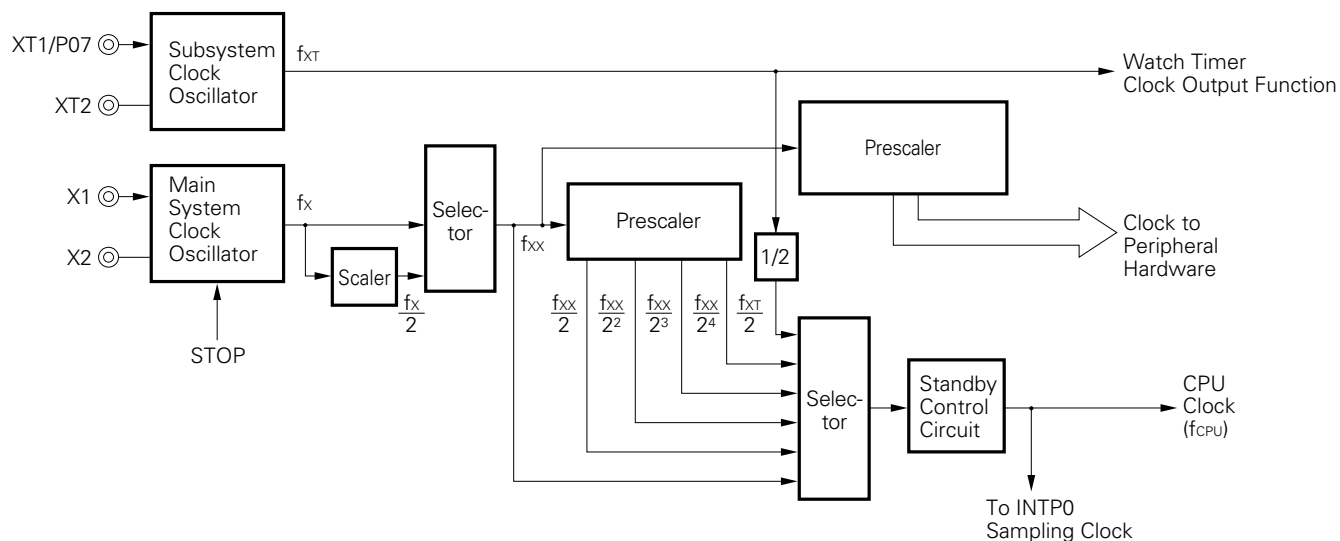 XT1/P07
XT2
Subsystem
Clock
Oscillator
fXT
Watch Timer
Clock Output Function
X1
X2
Main
System
Clock
Oscillator
STOP
fX
Scaler
fX/2
Selec-
tor
fXX
Prescaler
Prescaler
1/2
Clock to
Peripheral
Hardware
fXX/2
fXX/2²
fXX/2³
fXX/2⁴
fXT/2
Selec-
tor
Standby
Control
Circuit
CPU
Clock
(fCPU)
To INTP0
Sampling Clock